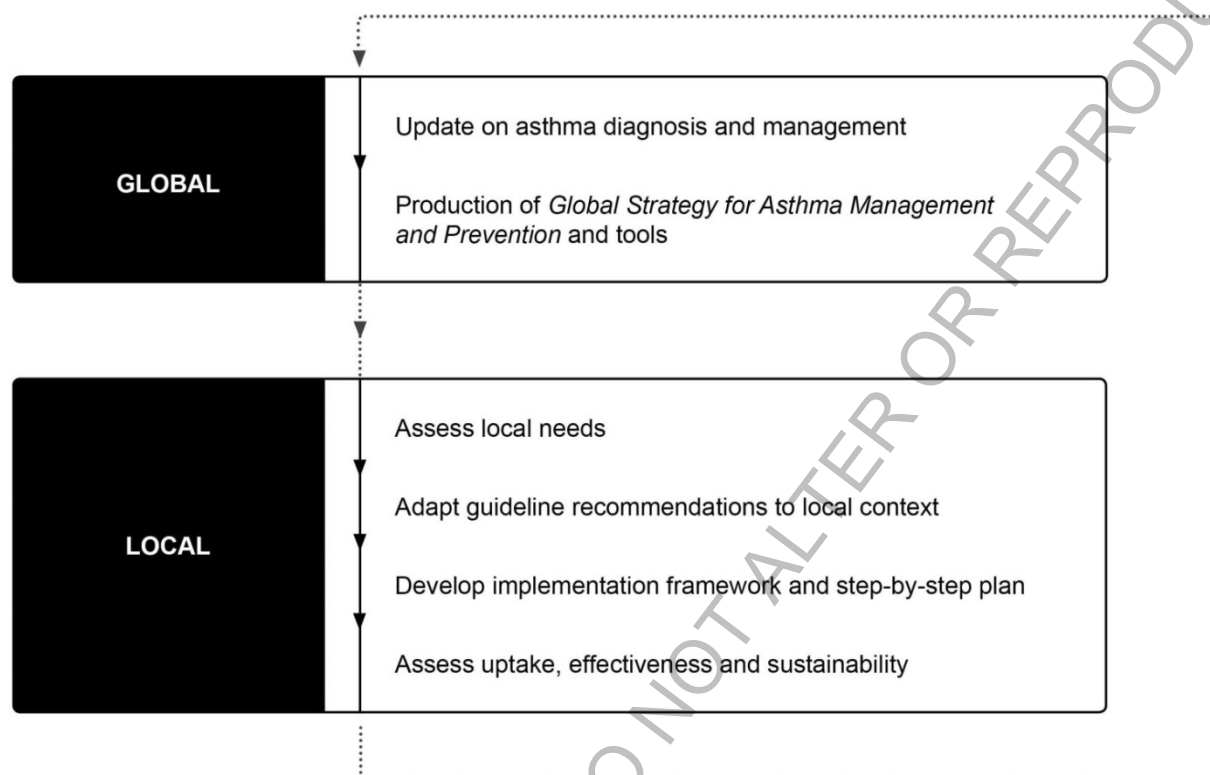 GLOBAL
Update on asthma diagnosis and management
Production of Global Strategy for Asthma Management
and Prevention and tools
LOCAL
Assess local needs
Adapt guideline recommendations to local context
Develop implementation framework and step-by-step plan
Assess uptake, effectiveness and sustainability
DO NOT ALTER OR REPRODU